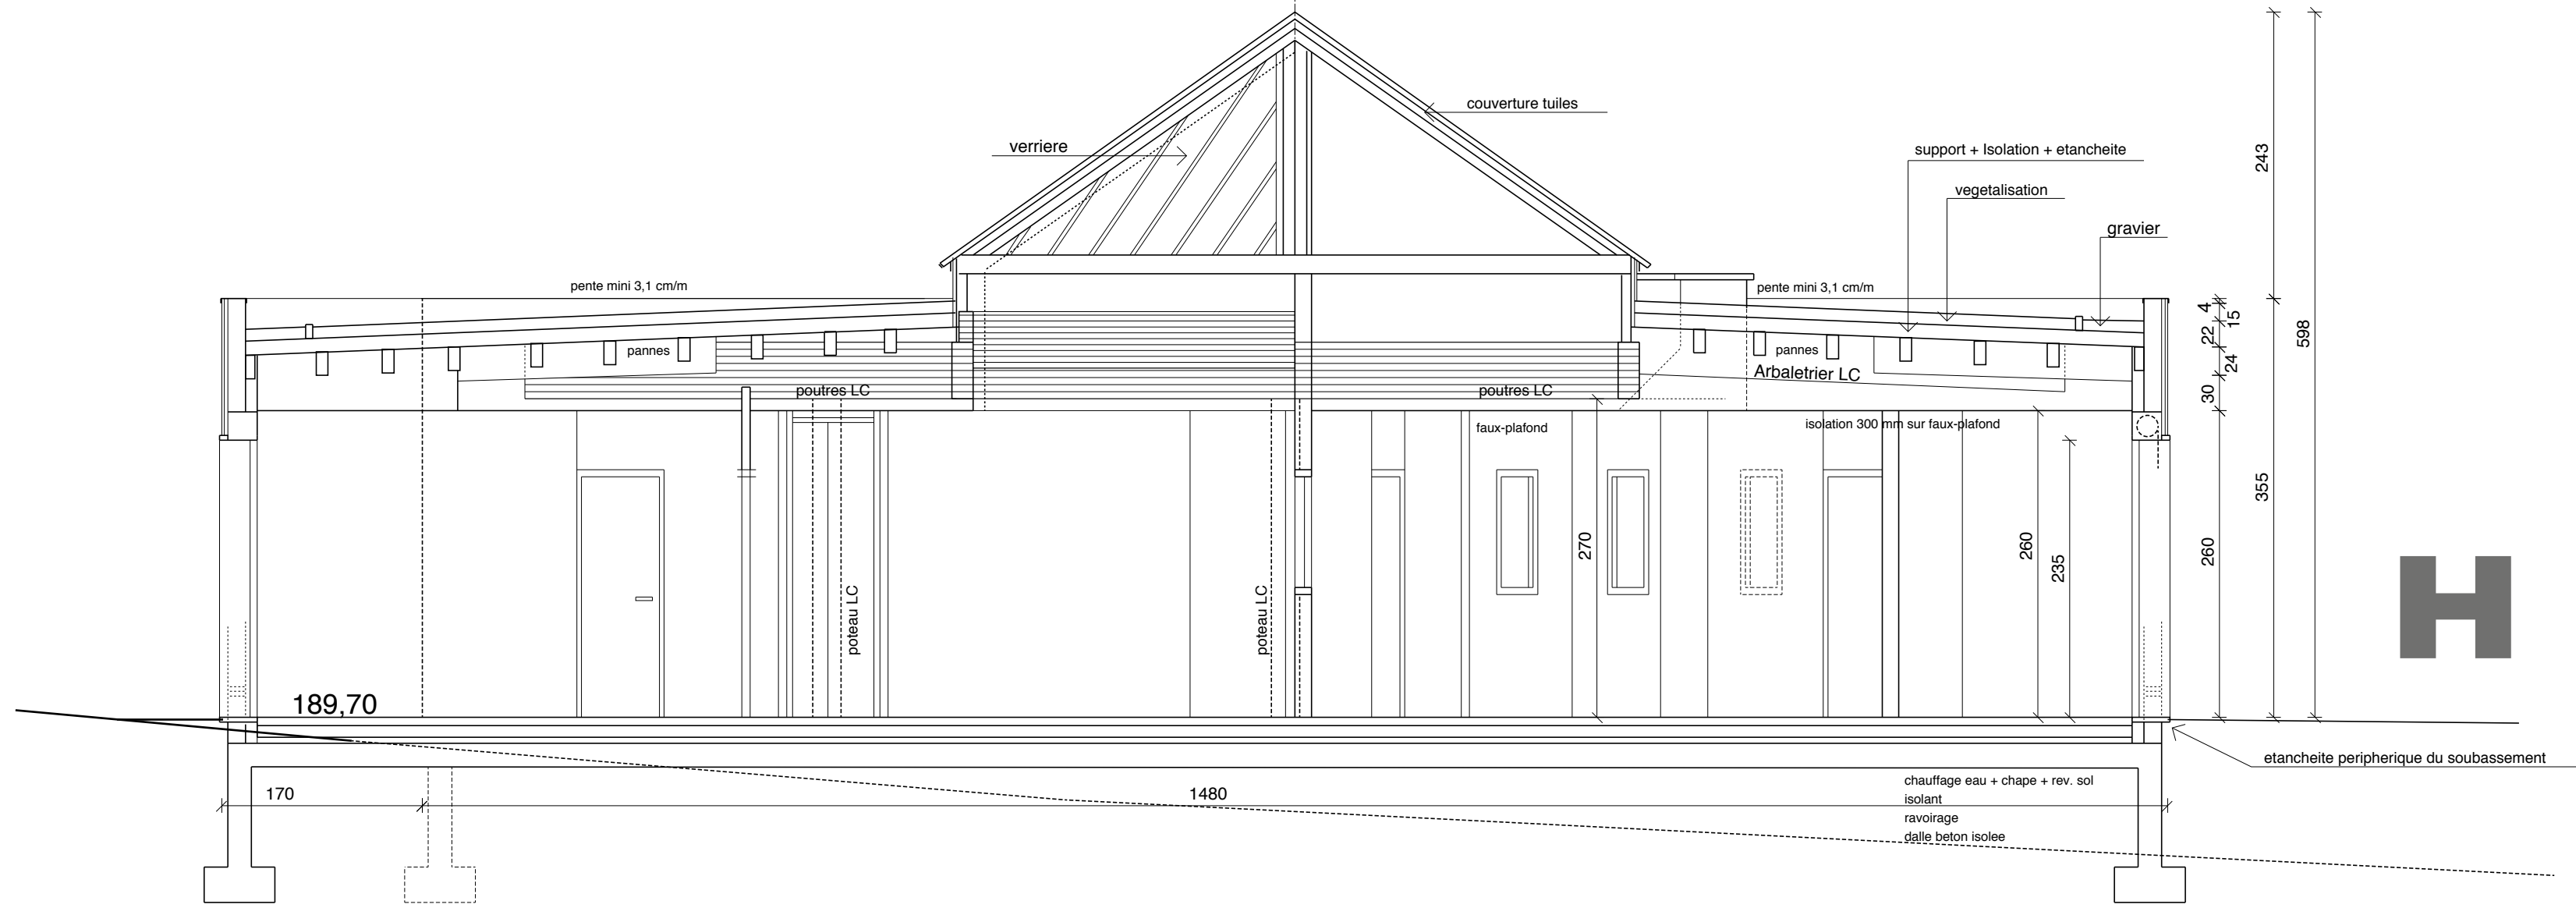 couverture tuiles
verriere
support + Isolation + etancheite
vegetalisation
gravier
243
598
pente mini 3,1 cm/m
pente mini 3,1 cm/m
4
15
22
24
30
pannes
pannes
Arbaletrier LC
poutres LC
poutres LC
faux-plafond
isolation 300 mm sur faux-plafond
355
270
260
235
260
H
poteau LC
poteau LC
189,70
etancheite peripherique du soubassement
170
1480
chauffage eau + chape + rev. sol
isolant
ravoirage
dalle beton isolee